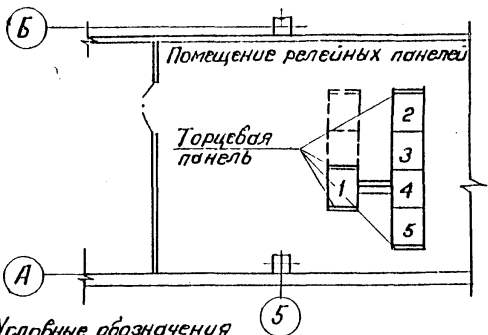 Б
Помещение релейных панелей
Торцевая
панель
2
3
1
4
5
А
5
Условные обозначения